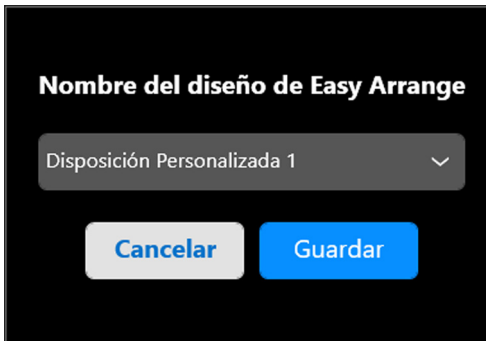 Nombre del diseño de Easy Arrange
Disposición Personalizada 1
Cancelar
Guardar